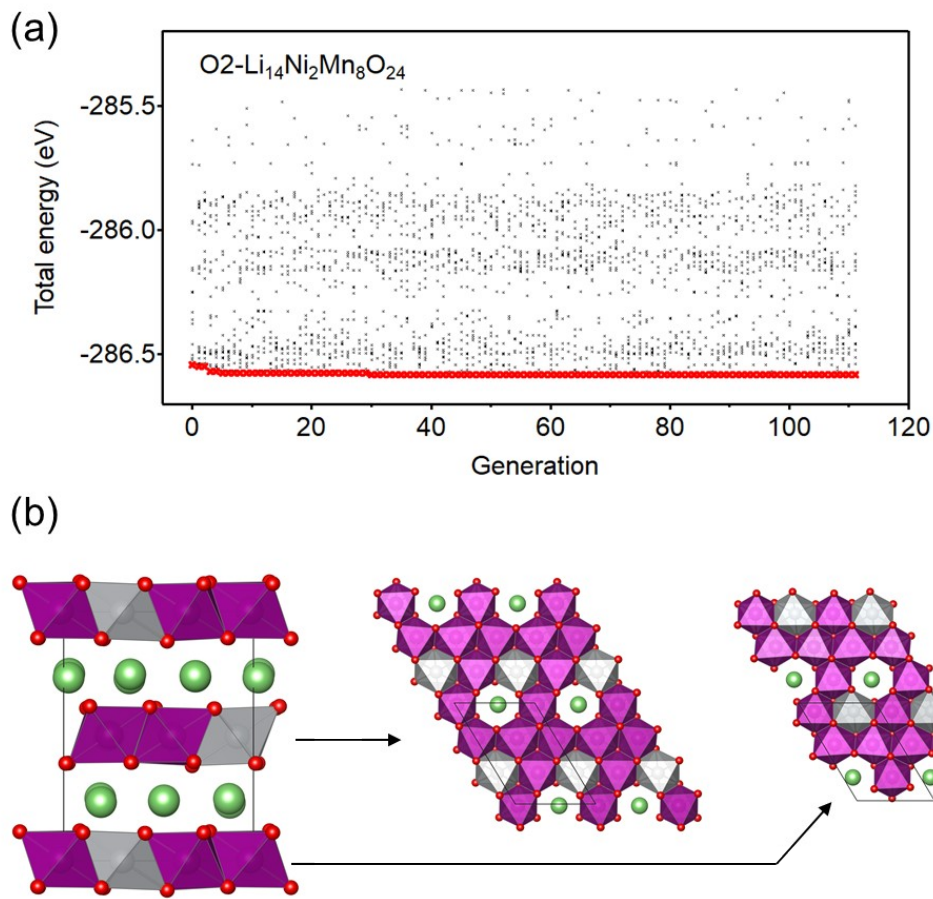 (a)
O2-Li₁₄Ni₂Mn₈O₂₄
Total energy (eV)
-285.5
-286.0
-286.5
0 20 40 60 80 100 120
Generation
(b)